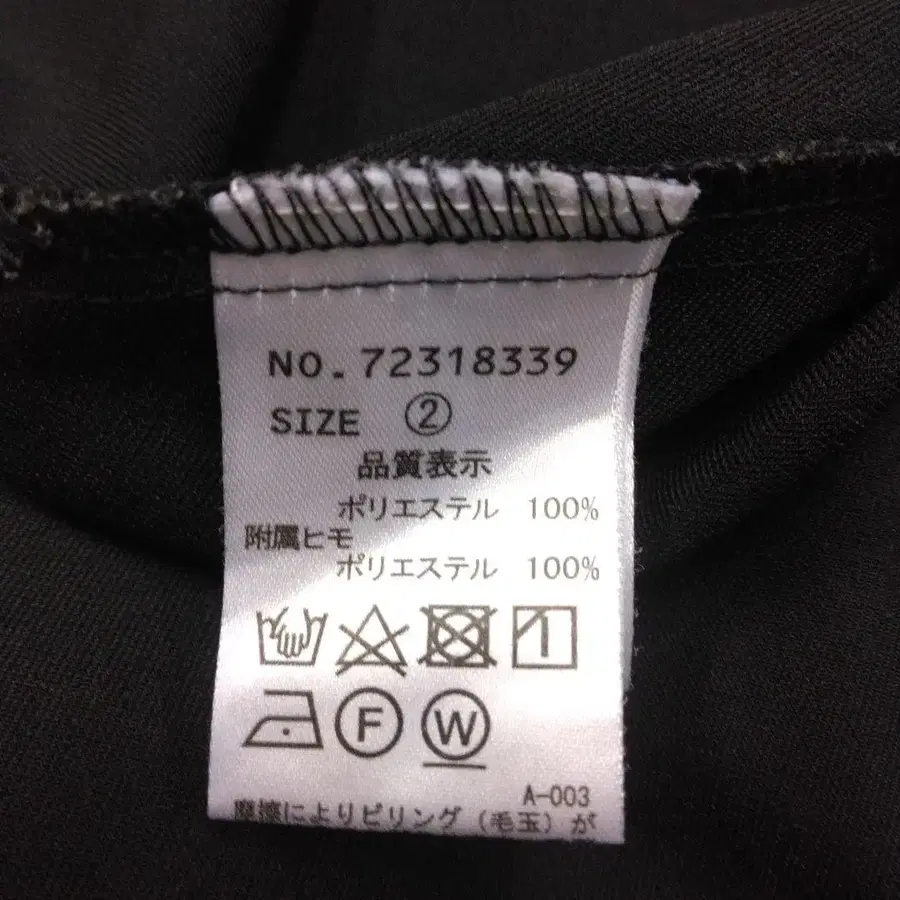 NO. 72318339
SIZE ②
品質表示
ポリエステル 100%
附属ヒモ
ポリエステル 100%
F W
A-003
摩擦によりピリング（毛玉）が